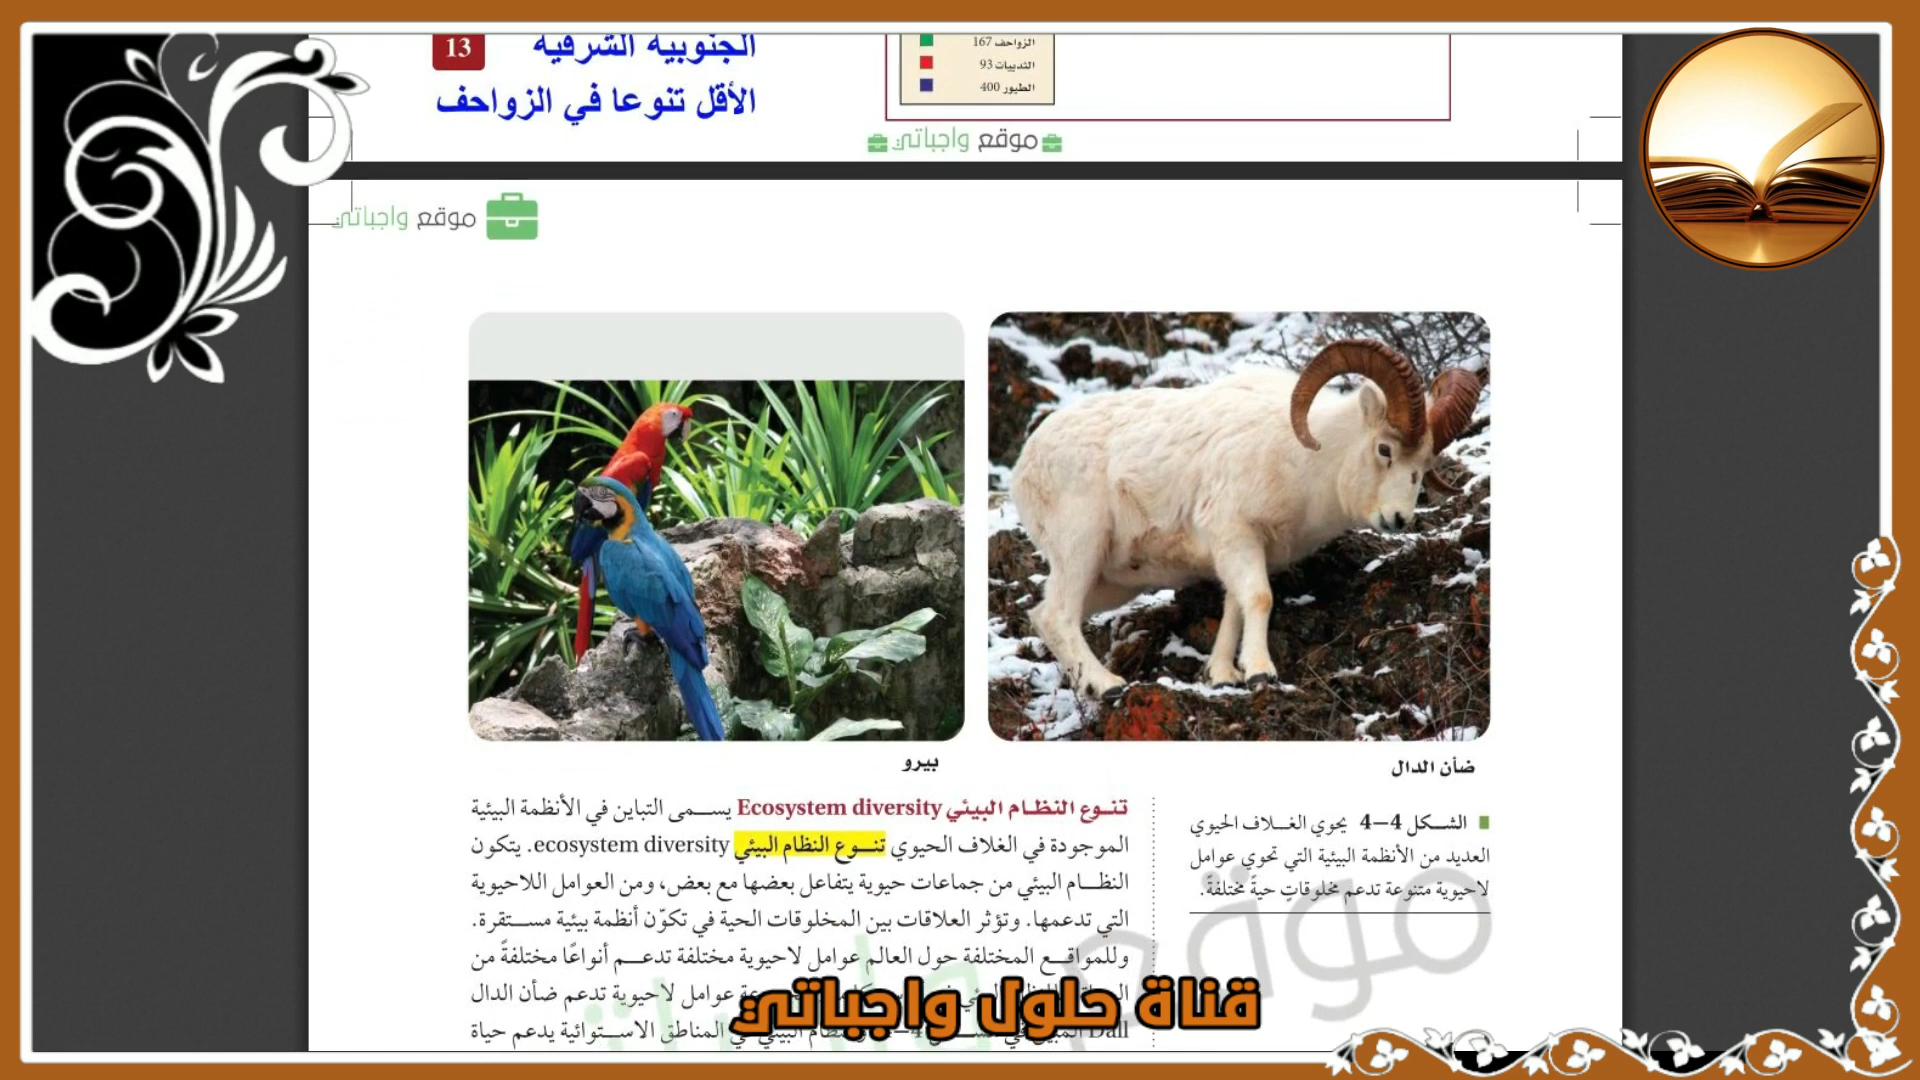 الجنوبية الشرقية
13
الأقل تنوعا في الزواحف
الزواحف 167
الثدييات 93
الطيور 400
موقع واجباتي
موقع واجباتي
بيرو
ضأن الدال
الشكل 4–4 يحوي الغلاف الحيوي
العديد من الأنظمة البيئية التي تحوي عوامل
لاحيوية متنوعة تدعم مخلوقاتٍ حيةً مختلفةً.
تنوع النظام البيئي Ecosystem diversity يسمى التباين في الأنظمة البيئية
الموجودة في الغلاف الحيوي تنوع النظام البيئي ecosystem diversity. يتكون
النظام البيئي من جماعات حيوية يتفاعل بعضها مع بعض، ومن العوامل اللاحيوية
التي تدعمها. وتؤثر العلاقات بين المخلوقات الحية في تكوّن أنظمة بيئية مستقرة.
وللمواقع المختلفة حول العالم عوامل لاحيوية مختلفة تدعم أنواعًا مختلفةً من
عوامل لاحيوية تدعم ضأن الدال
Dall المبين في المناطق الاستوائية يدعم حياة
قناة حلول واجباتي